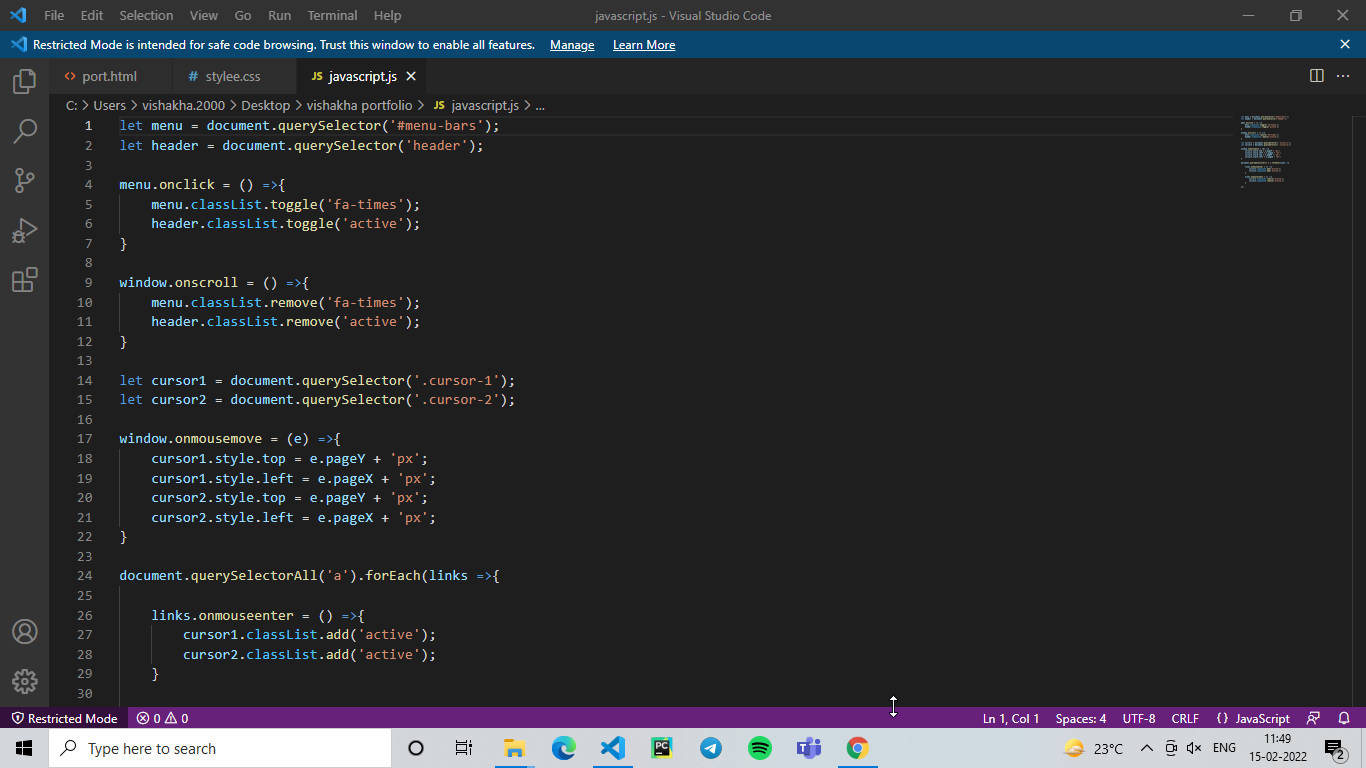 File Edit Selection View Go Run Terminal Help javascript.js - Visual Studio Code
Restricted Mode is intended for safe code browsing. Trust this window to enable all features. Manage Learn More
<> port.html # stylee.css JS javascript.js
C: > Users > vishakha.2000 > Desktop > vishakha portfolio > JS javascript.js > ...
1 let menu = document.querySelector('#menu-bars');
2 let header = document.querySelector('header');
3
4 menu.onclick = () =>{
5 menu.classList.toggle('fa-times');
6 header.classList.toggle('active');
7 }
8
9 window.onscroll = () =>{
10 menu.classList.remove('fa-times');
11 header.classList.remove('active');
12 }
13
14 let cursor1 = document.querySelector('.cursor-1');
15 let cursor2 = document.querySelector('.cursor-2');
16
17 window.onmousemove = (e) =>{
18 cursor1.style.top = e.pageY + 'px';
19 cursor1.style.left = e.pageX + 'px';
20 cursor2.style.top = e.pageY + 'px';
21 cursor2.style.left = e.pageX + 'px';
22 }
23
24 document.querySelectorAll('a').forEach(links =>{
25
26 links.onmouseenter = () =>{
27 cursor1.classList.add('active');
28 cursor2.classList.add('active');
29 }
30
Restricted Mode 0 0 Ln 1, Col 1 Spaces: 4 UTF-8 CRLF {} JavaScript
Type here to search PC 23°C ENG 11:49
15-02-2022 2